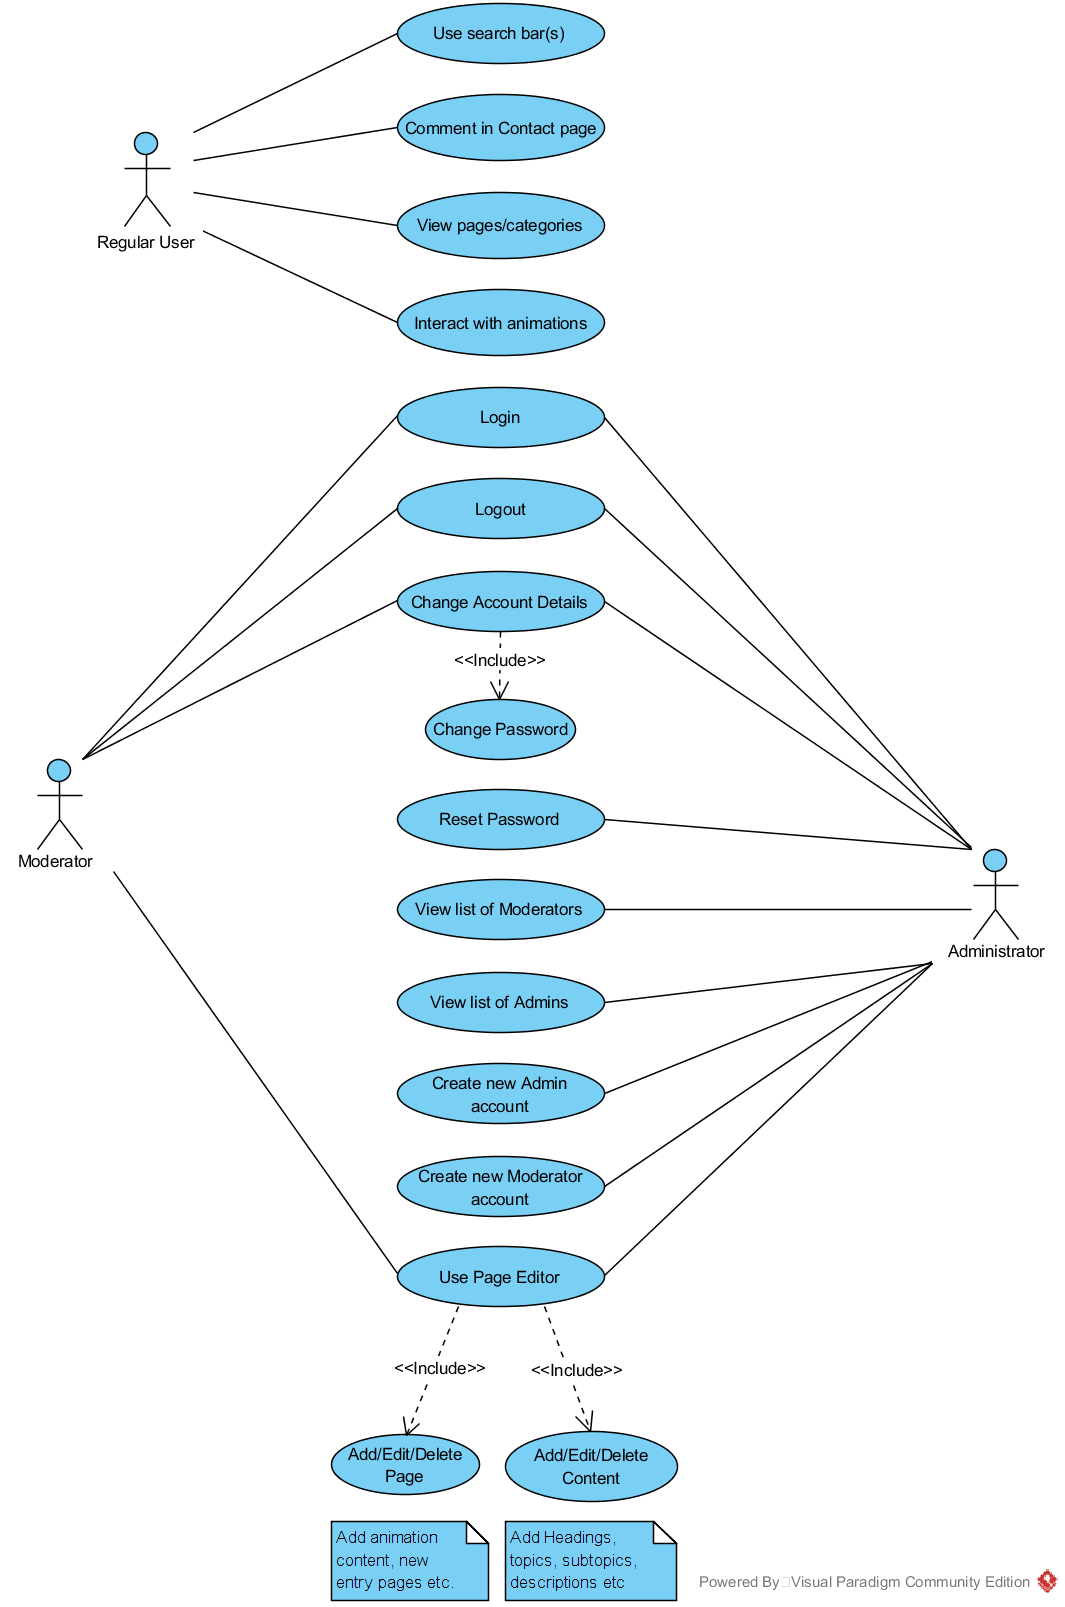 Use search bar(s)
Comment in Contact page
Regular User
View pages/categories
Interact with animations
Login
Logout
Change Account Details
<<Include>>
Change Password
Moderator
Reset Password
View list of Moderators
Administrator
View list of Admins
Create new Admin
account
Create new Moderator
account
Use Page Editor
<<Include>>
<<Include>>
Add/Edit/Delete
Page
Add/Edit/Delete
Content
Add animation
content, new
entry pages etc.
Add Headings,
topics, subtopics,
descriptions etc
Powered By Visual Paradigm Community Edition